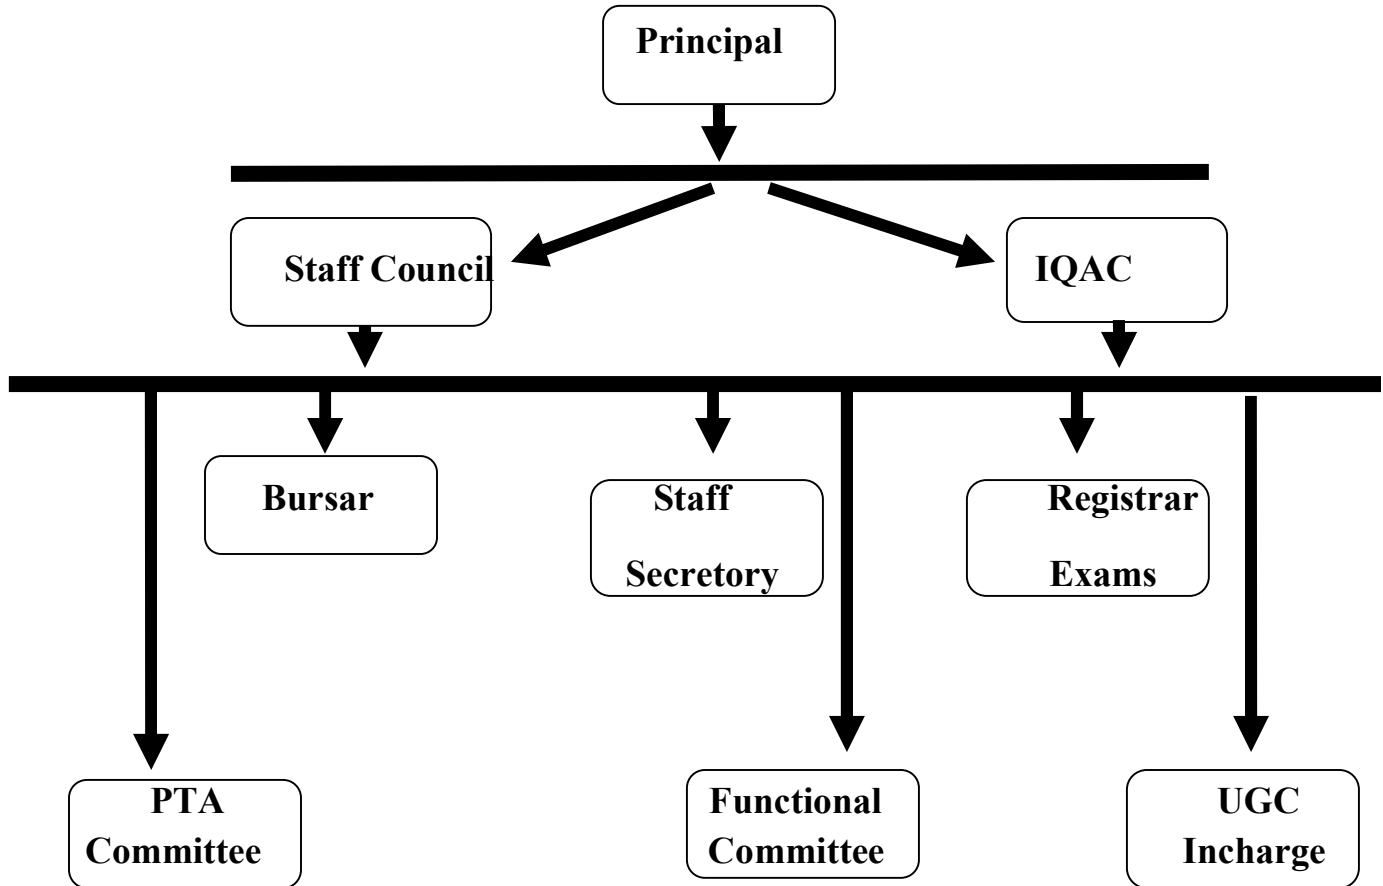 Principal
Staff Council
IQAC
Bursar
Staff
Secretory
Registrar
Exams
PTA
Committee
Functional
Committee
UGC
Incharge